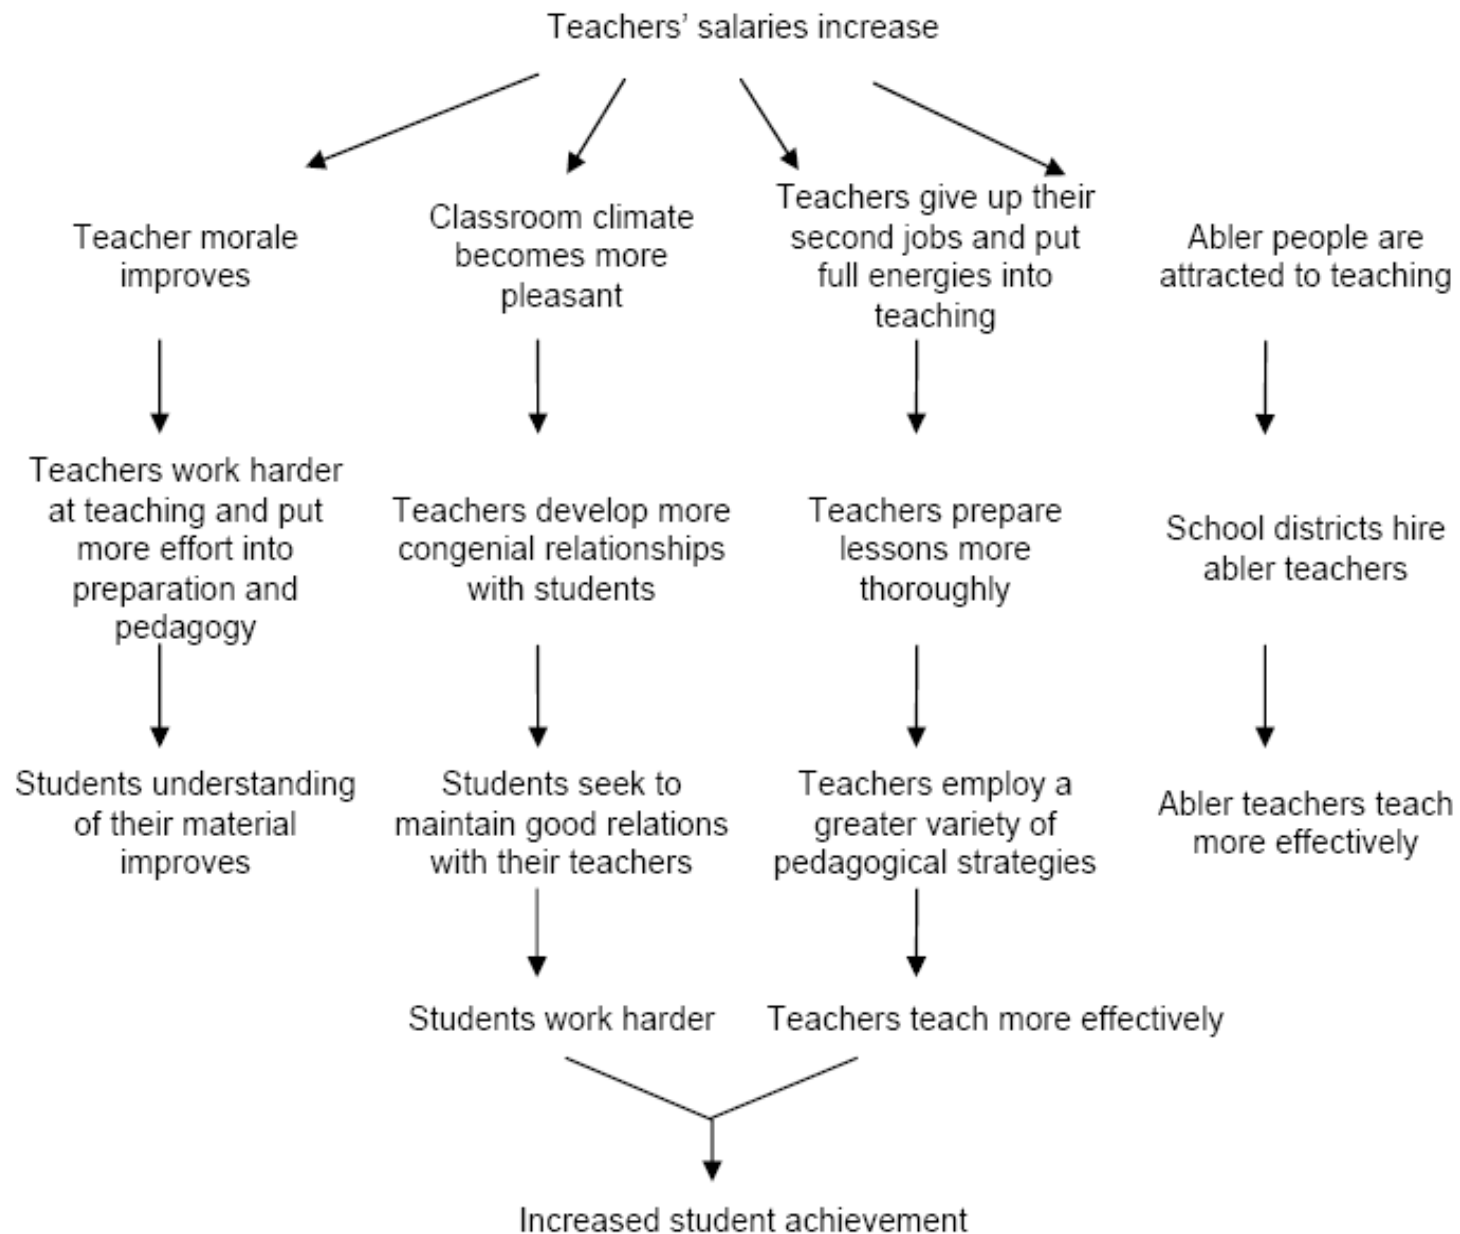 Teachers’ salaries increase
Teacher morale
improves
Classroom climate
becomes more
pleasant
Teachers give up their
second jobs and put
full energies into
teaching
Abler people are
attracted to teaching
Teachers work harder
at teaching and put
more effort into
preparation and
pedagogy
Teachers develop more
congenial relationships
with students
Teachers prepare
lessons more
thoroughly
School districts hire
abler teachers
Students understanding
of their material
improves
Students seek to
maintain good relations
with their teachers
Teachers employ a
greater variety of
pedagogical strategies
Abler teachers teach
more effectively
Students work harder
Teachers teach more effectively
Increased student achievement